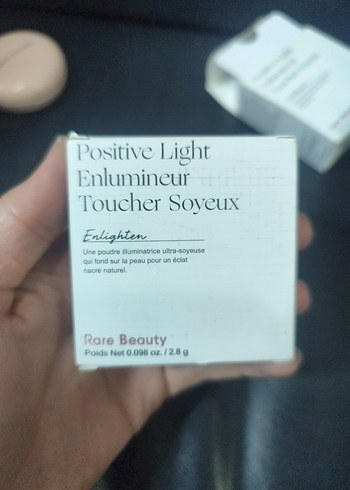 Positive Light
Enlumineur
Toucher Soyeux
Enlighten
Une poudre illuminatrice ultra-soyeuse
qui fond sur la peau pour un éclat
nacré naturel.
Rare Beauty
Poids Net 0.098 oz. / 2.8 g